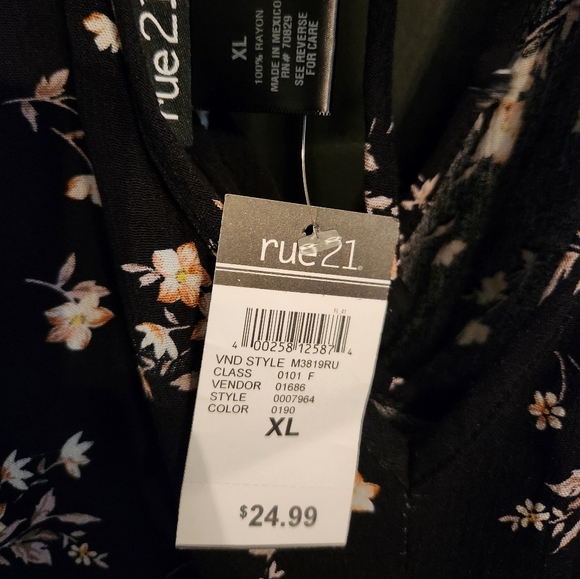 rue21
XL
100% RAYON
MADE IN MEXICO
RN# 70829
SEE REVERSE
FOR CARE
rue21
4 00258 12587 4
VND STYLE M3819RU
CLASS 0101 F
VENDOR 01686
STYLE 0007964
COLOR 0190
XL
$24.99